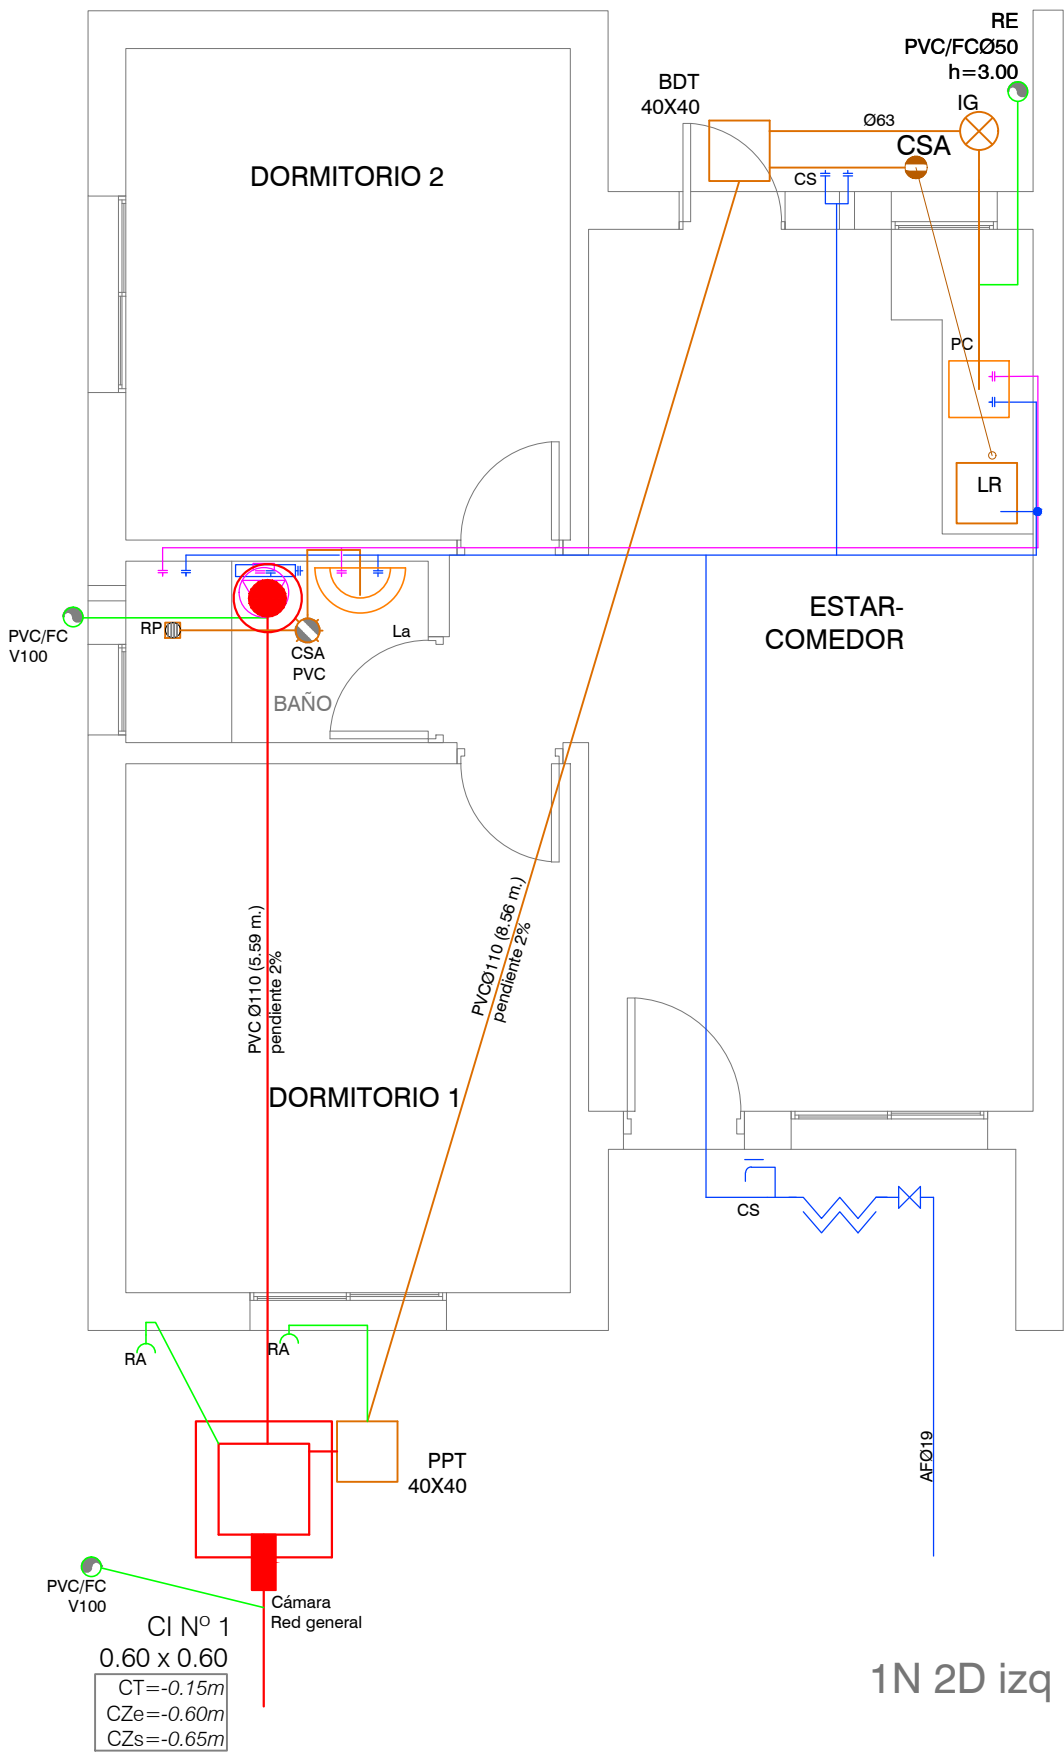 RE
PVC/FCØ50
h=3.00
BDT
40X40
IG
Ø63
CSA
CS
DORMITORIO 2
PC
LR
ESTAR-
COMEDOR
PVC/FC
V100
RP
La
CSA
PVC
BAÑO
PVC Ø110 (5.59 m.)
pendiente 2%
PVCØ110 (8.56 m.)
pendiente 2%
DORMITORIO 1
CS
RA
RA
AFØ19
PPT
40X40
PVC/FC
V100
Cámara
Red general
CI Nº 1
0.60 x 0.60
CT=-0.15m
CZe=-0.60m
CZs=-0.65m
1N 2D izq